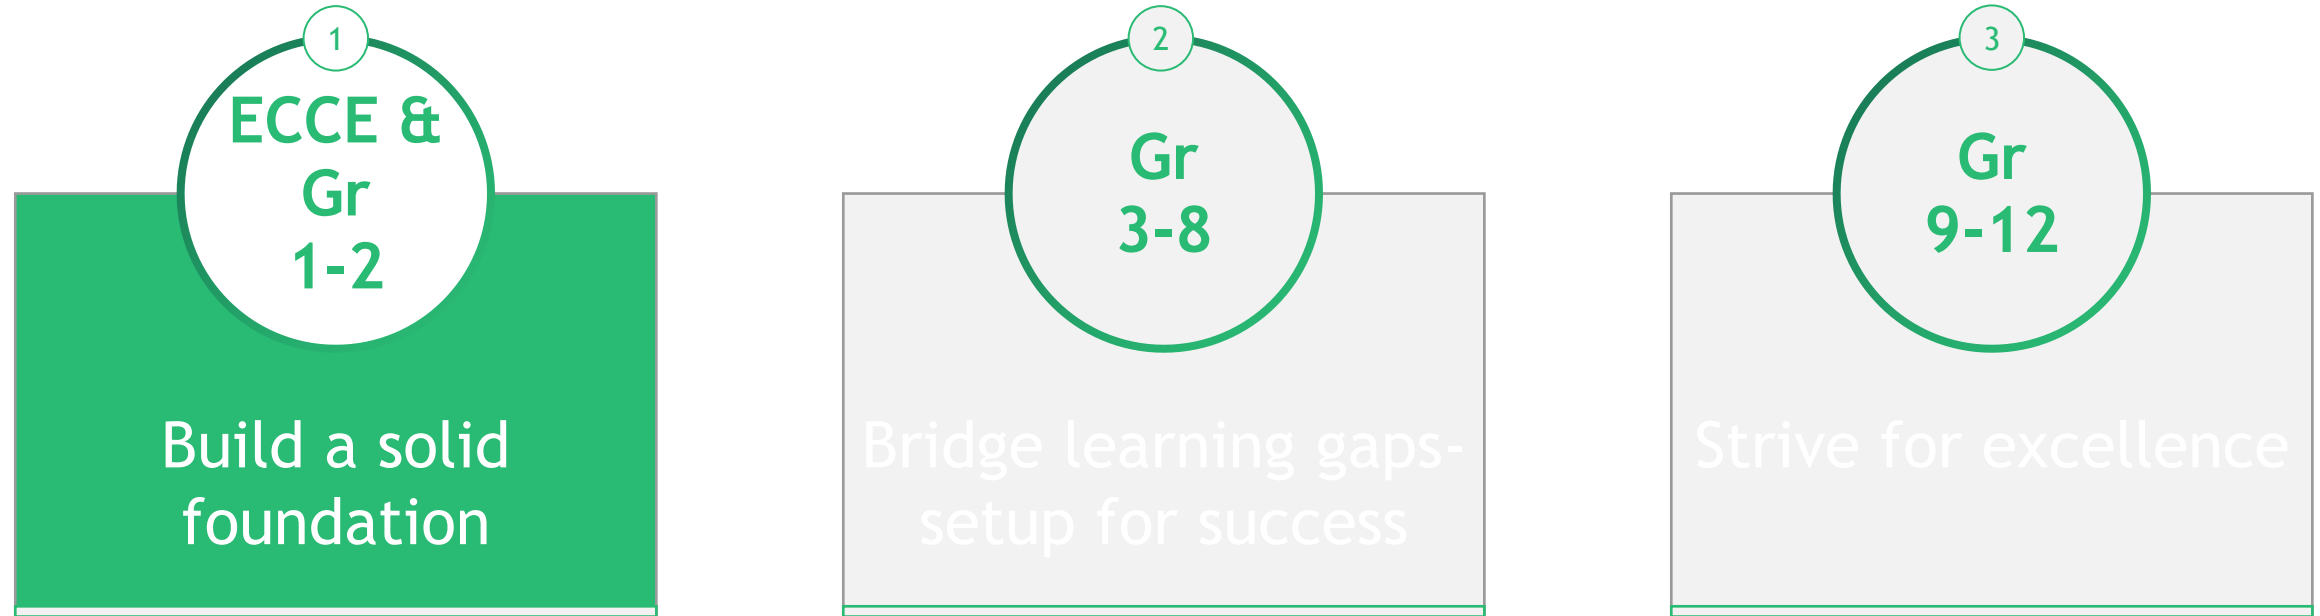 1
ECCE &
Gr
1-2
Build a solid
foundation
2
Gr
3-8
Bridge learning gaps-
setup for success
3
Gr
9-12
Strive for excellence